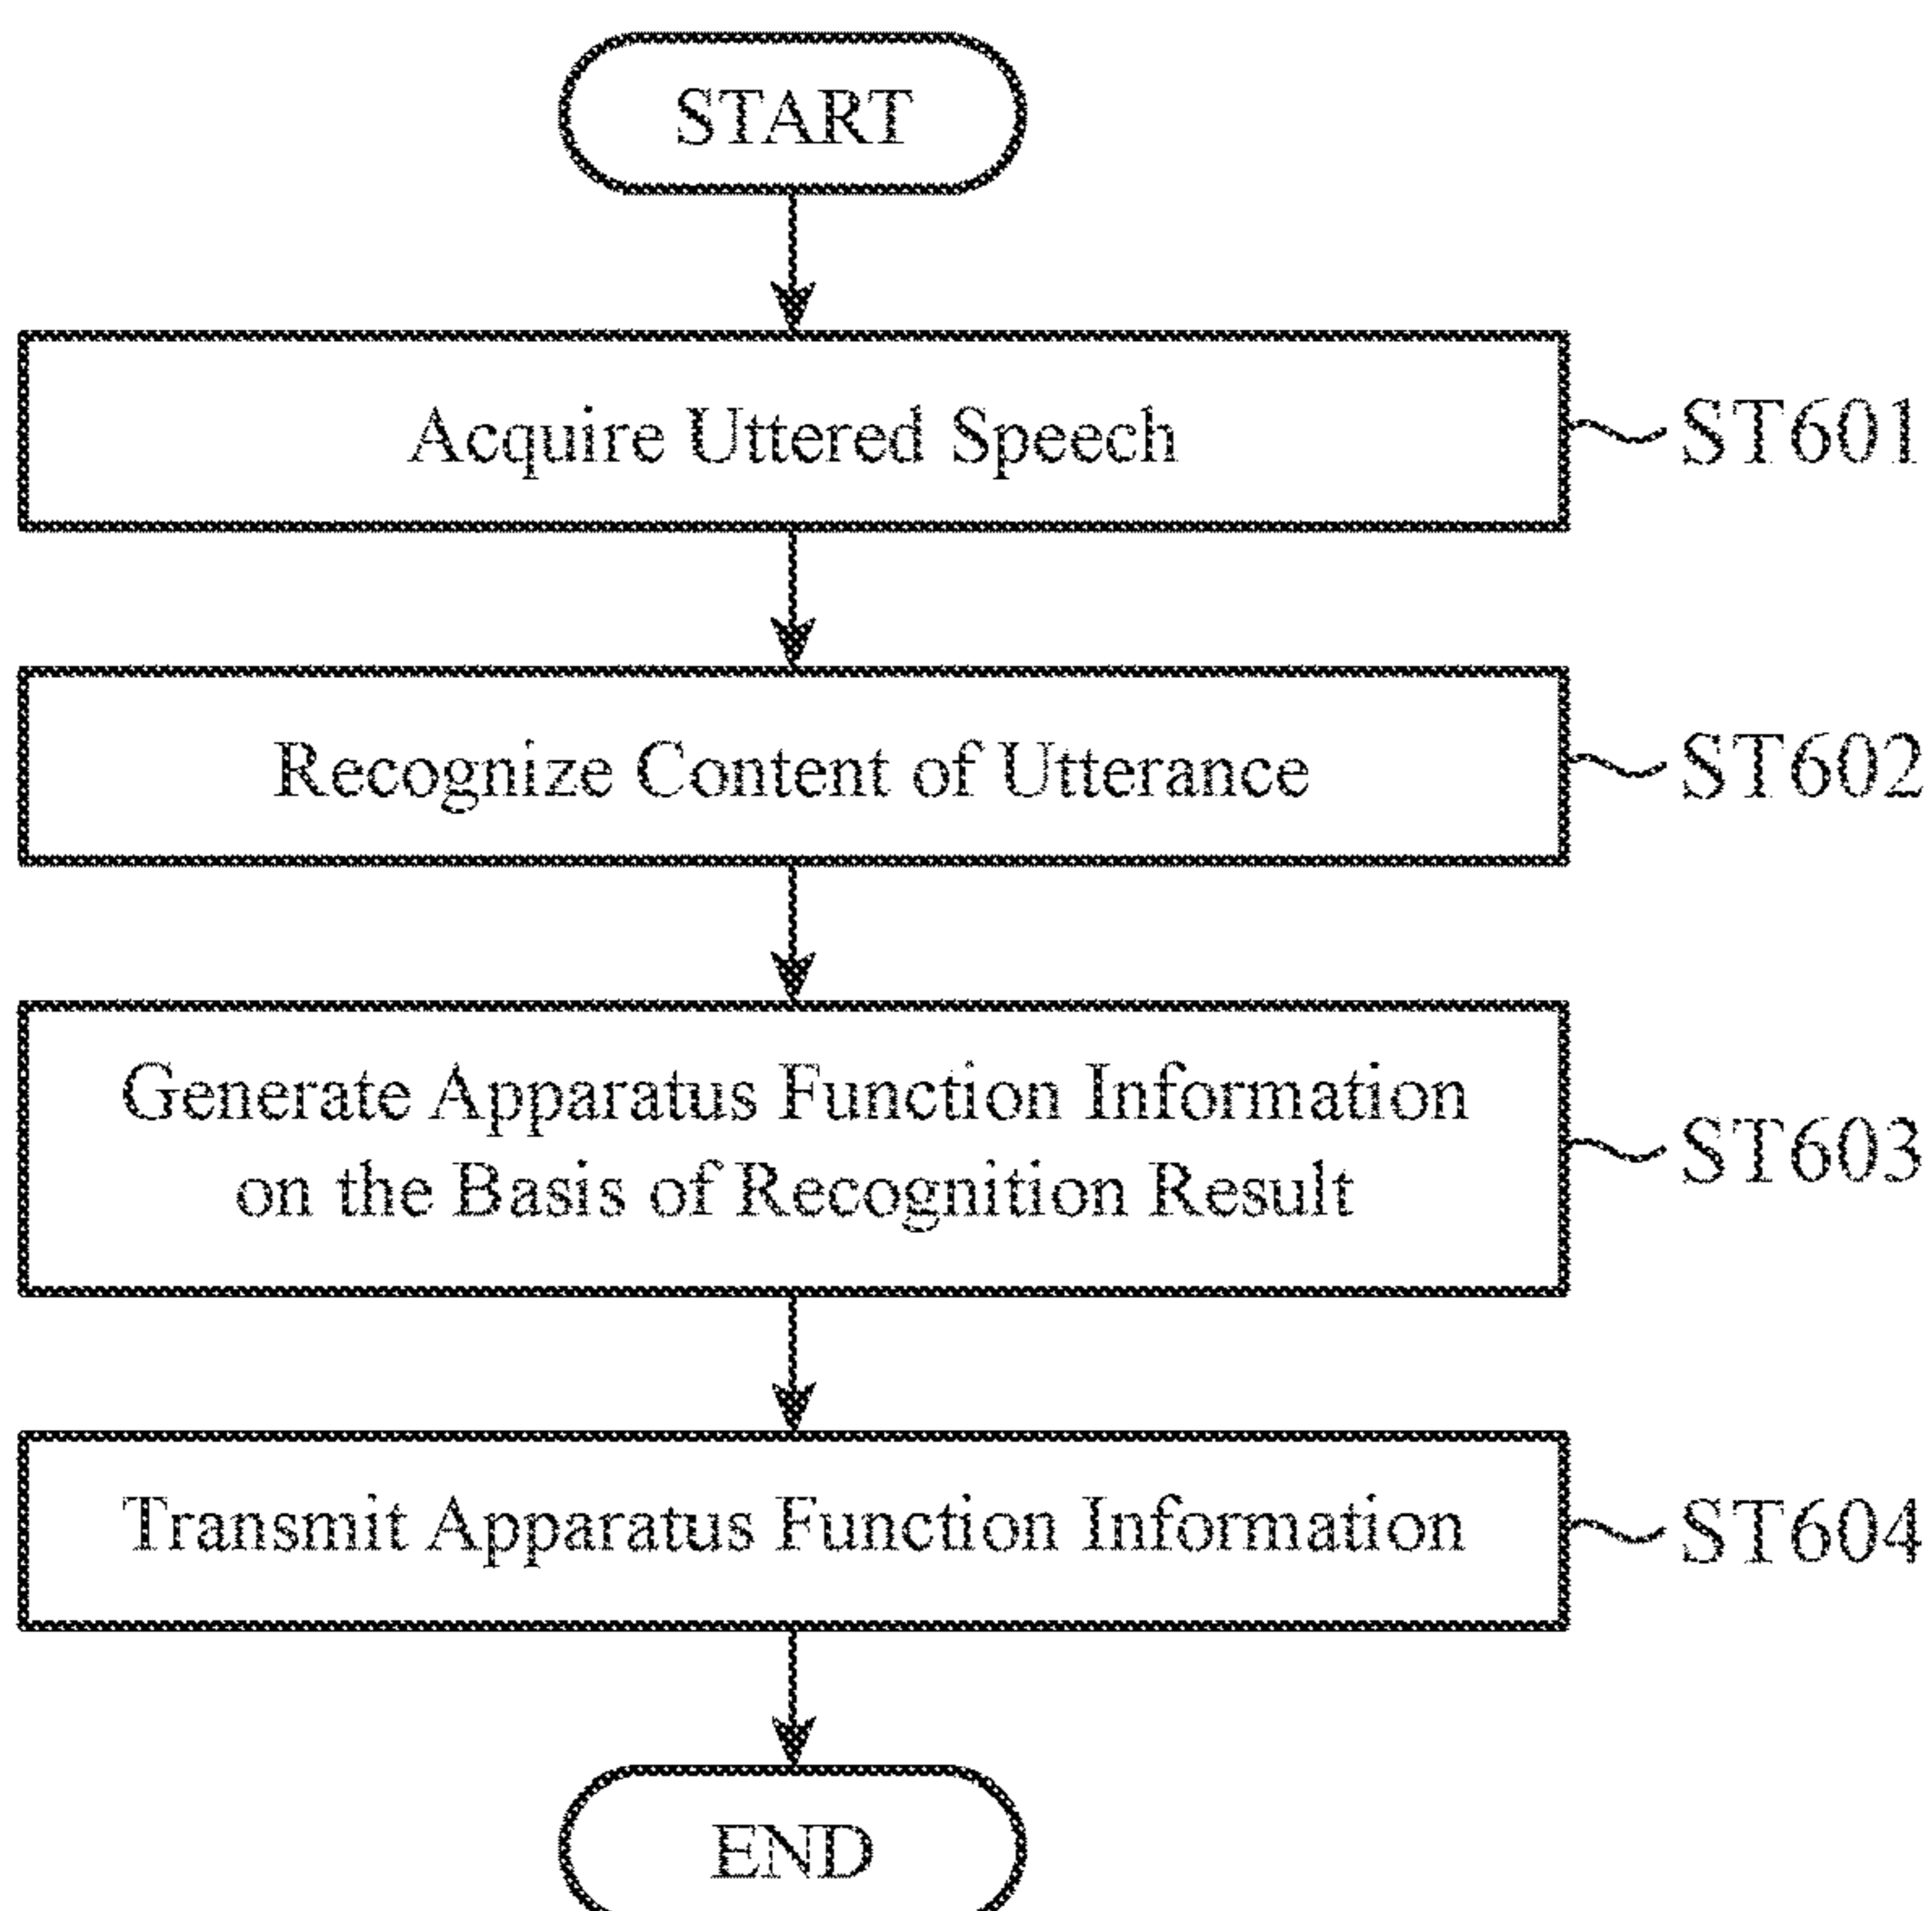 START
Acquire Uttered Speech
ST601
Recognize Content of Utterance
ST602
Generate Apparatus Function Information
on the Basis of Recognition Result
ST603
Transmit Apparatus Function Information
ST604
END